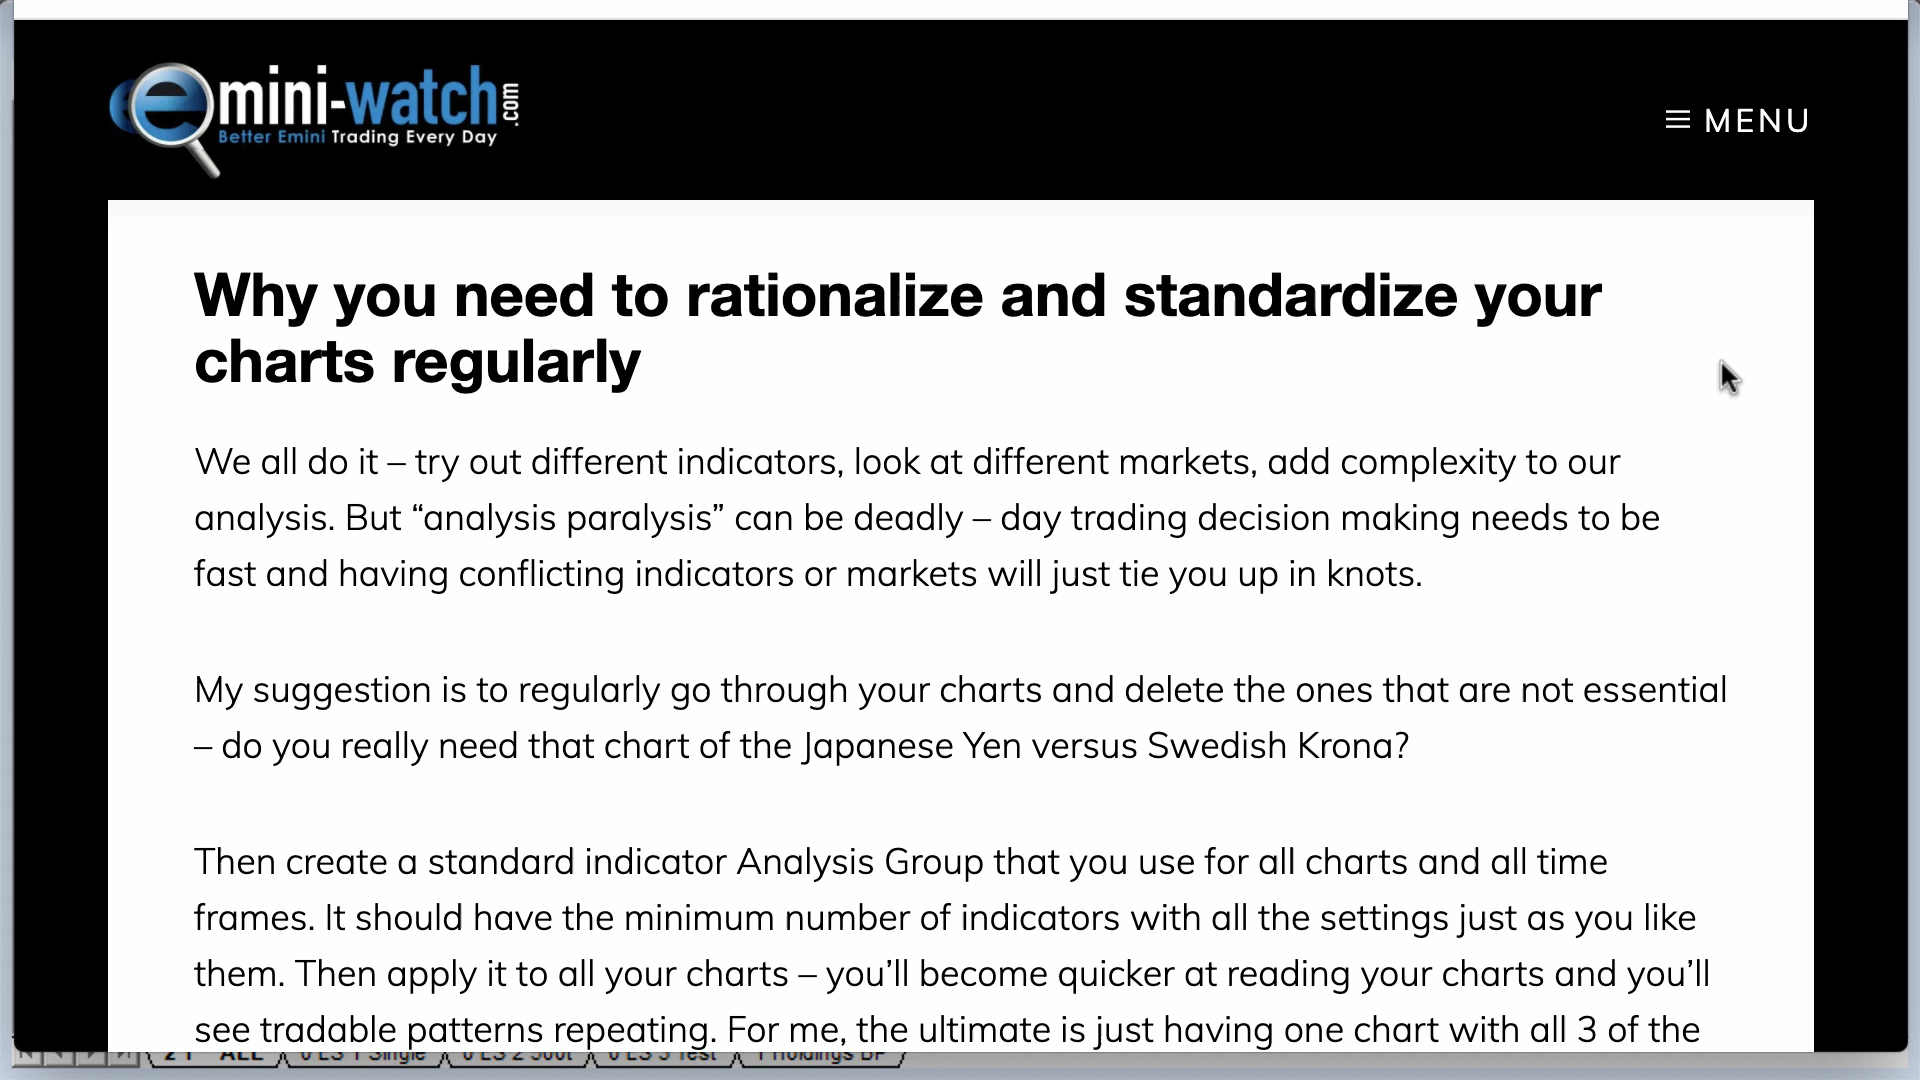 emini-watch.com
Better Emini Trading Every Day
MENU
Why you need to rationalize and standardize your
charts regularly
We all do it – try out different indicators, look at different markets, add complexity to our
analysis. But “analysis paralysis” can be deadly – day trading decision making needs to be
fast and having conflicting indicators or markets will just tie you up in knots.
My suggestion is to regularly go through your charts and delete the ones that are not essential
– do you really need that chart of the Japanese Yen versus Swedish Krona?
Then create a standard indicator Analysis Group that you use for all charts and all time
frames. It should have the minimum number of indicators with all the settings just as you like
them. Then apply it to all your charts – you’ll become quicker at reading your charts and you’ll
see tradable patterns repeating. For me, the ultimate is just having one chart with all 3 of the
ALL